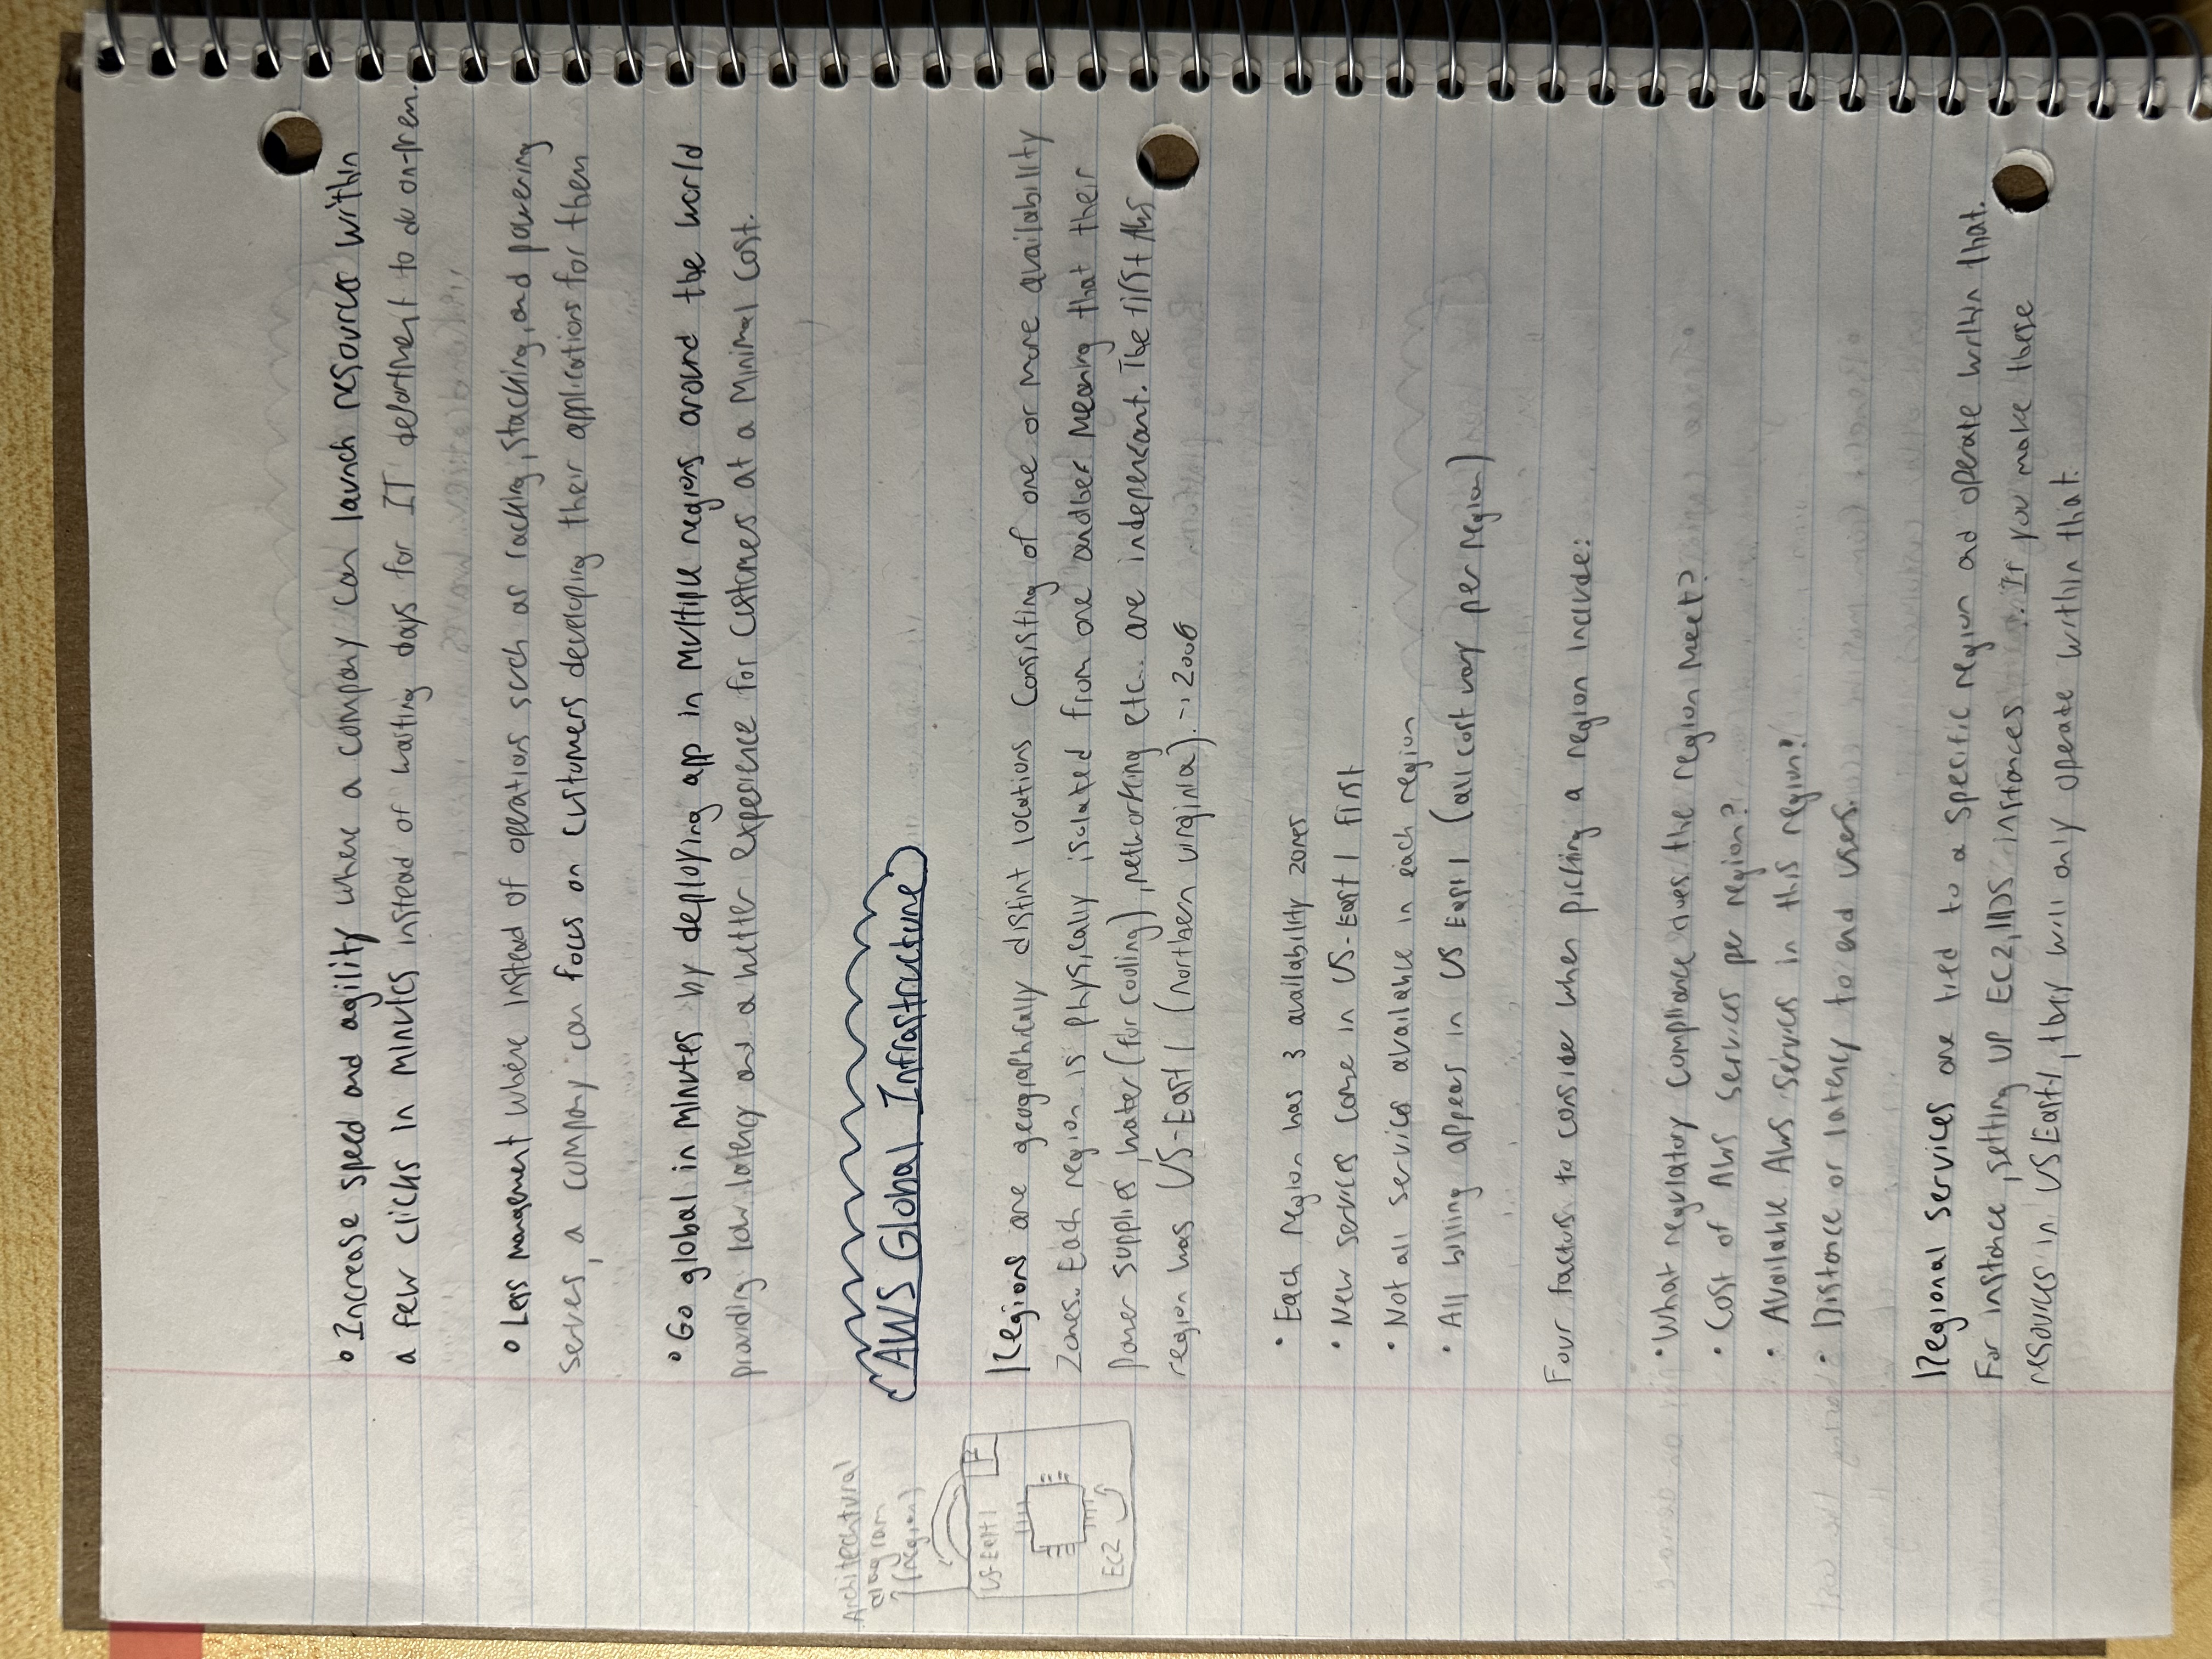 ◦ Increase speed and agility where a company can launch resources within
a few clicks in minutes instead of waiting days for IT department to do on-prem.
◦ Less management where instead of operations such as racking, stacking, and powering
serves, a company can focus on customers developing their applications for them
◦ Go global in minutes by deploying app in multiple regions around the world
providing low latency and a better experience for customers at a minimal cost.
Architechtural
diagram
(region)
US-East 1
F
EC2
AWS Global Infrastructure
Regions are geographically distint locations consisting of one or more availability
zones. Each region is physically isolated from one another meaning that their
power supplies, water (for cooling), networking etc.. are independant. The first AWS
region was US-East 1 (northern virginia). → 2006
• Each region has 3 availability zones
• New services come in US-East 1 first
• Not all services available in each region
• All billing appears in US East 1 (all cost vary per region)
Four factors to consider when picking a region include:
• What regulatory compliance does the region meet?
• Cost of AWS services per region?
• Available AWS services in this region?
• Distance or latency to end users.
Regional services are tied to a specific region and operate within that.
For instance, setting up EC2, RDS instances . If you make these
resources in US East-1, they will only operate within that.